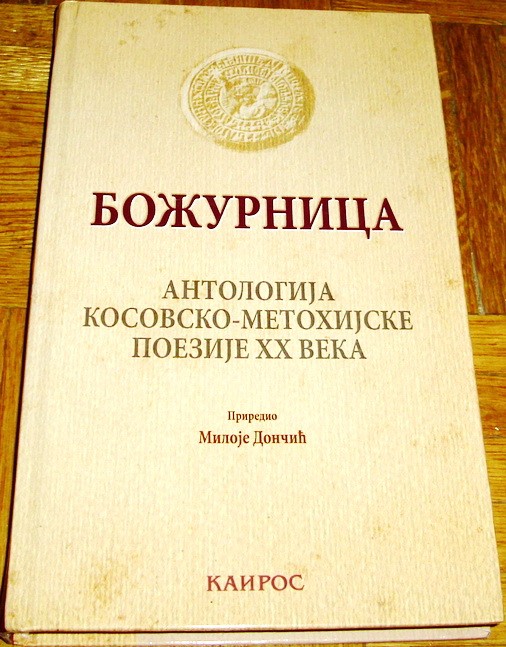 БОЖУРНИЦА
АНТОЛОГИЈА
КОСОВСКО-МЕТОХИЈСКЕ
ПОЕЗИЈЕ XX ВЕКА
Приредио
Милоје Дончић
КАИРОС